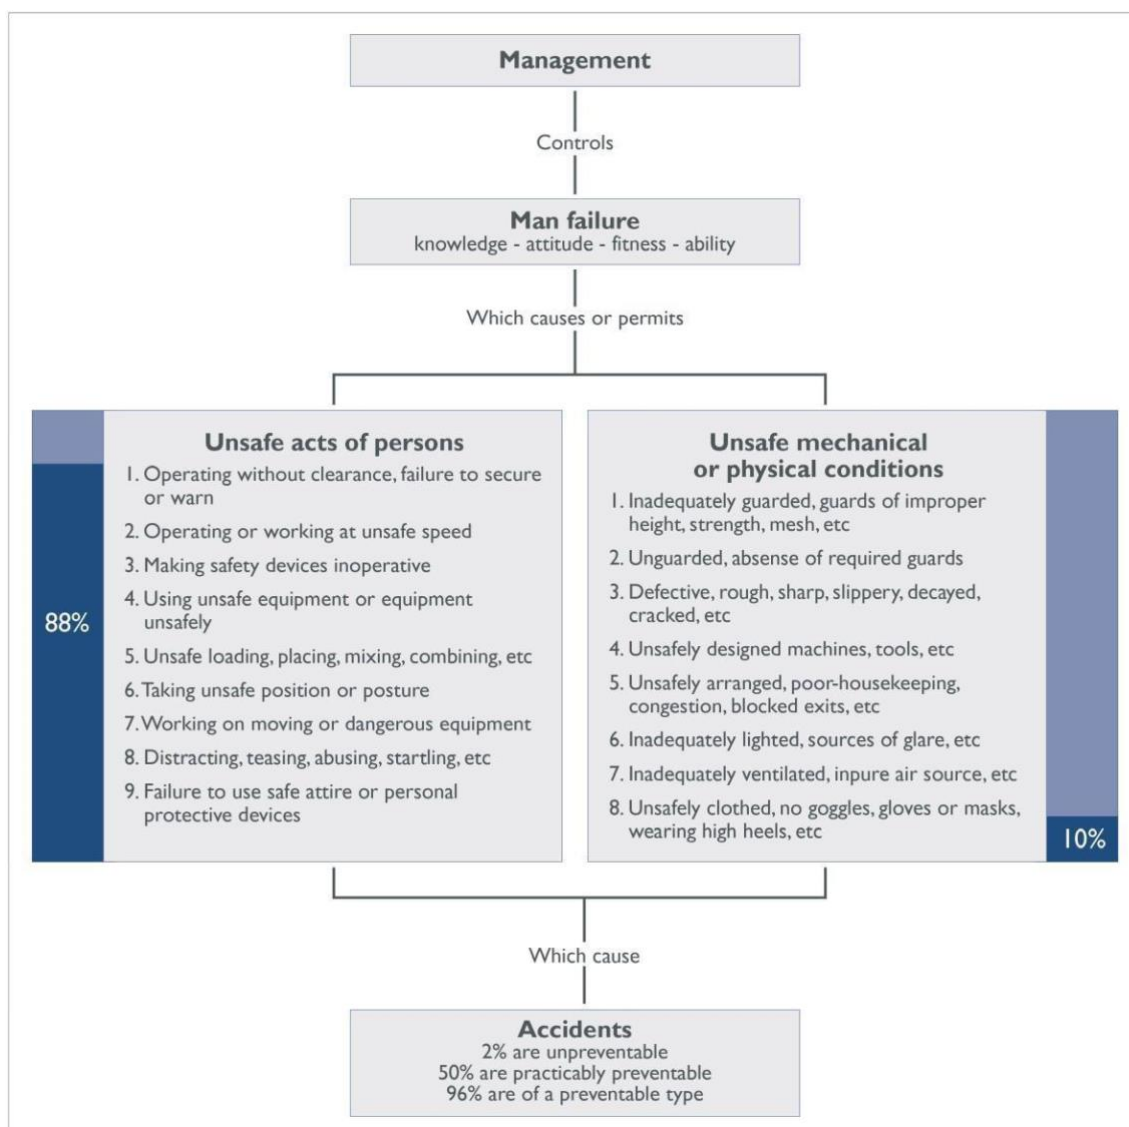 Management
Controls
Man failure
knowledge - attitude - fitness - ability
Which causes or permits
88%
Unsafe acts of persons
1. Operating without clearance, failure to secure
or warn
2. Operating or working at unsafe speed
3. Making safety devices inoperative
4. Using unsafe equipment or equipment
unsafely
5. Unsafe loading, placing, mixing, combining, etc
6. Taking unsafe position or posture
7. Working on moving or dangerous equipment
8. Distracting, teasing, abusing, startling, etc
9. Failure to use safe attire or personal
protective devices
Unsafe mechanical
or physical conditions
1. Inadequately guarded, guards of improper
height, strength, mesh, etc
2. Unguarded, absense of required guards
3. Defective, rough, sharp, slippery, decayed,
cracked, etc
4. Unsafely designed machines, tools, etc
5. Unsafely arranged, poor-housekeeping,
congestion, blocked exits, etc
6. Inadequately lighted, sources of glare, etc
7. Inadequately ventilated, inpure air source, etc
8. Unsafely clothed, no goggles, gloves or masks,
wearing high heels, etc
10%
Which cause
Accidents
2% are unpreventable
50% are practicably preventable
96% are of a preventable type